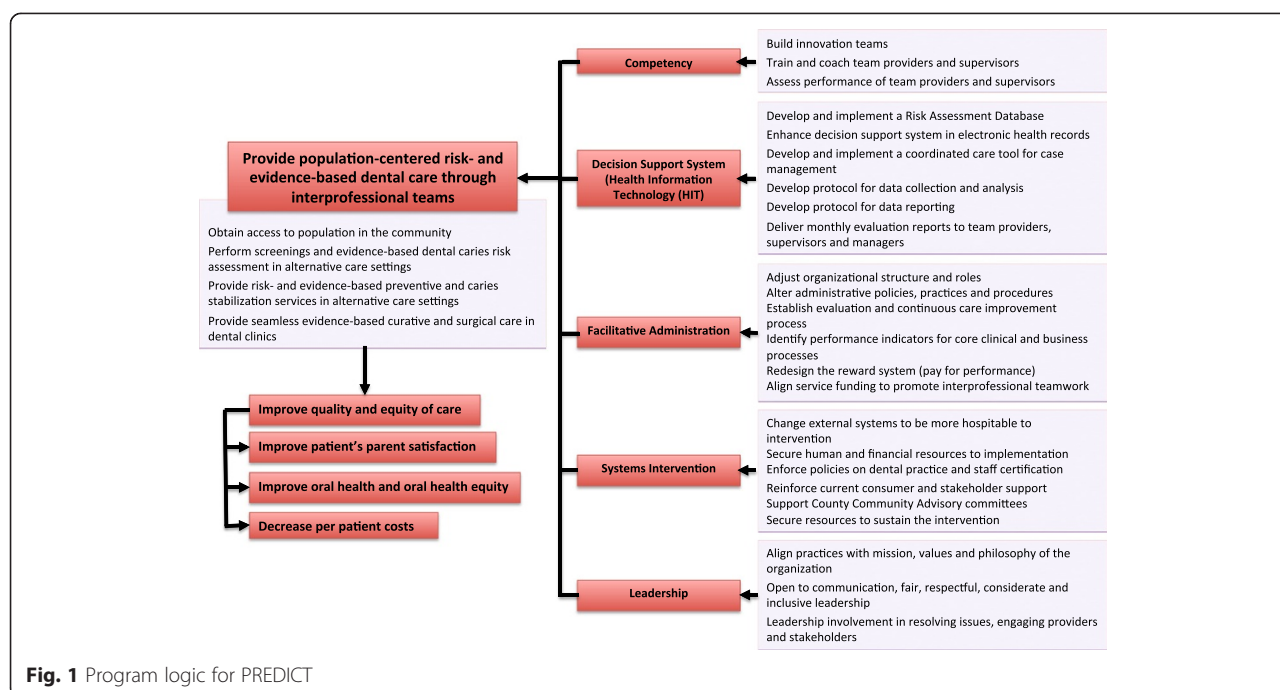 Provide population-centered risk- and
evidence-based dental care through
interprofessional teams
Obtain access to population in the community
Perform screenings and evidence-based dental caries risk
assessment in alternative care settings
Provide risk- and evidence-based preventive and caries
stabilization services in alternative care settings
Provide seamless evidence-based curative and surgical care in
dental clinics
Improve quality and equity of care
Improve patient's parent satisfaction
Improve oral health and oral health equity
Decrease per patient costs
Competency
Build innovation teams
Train and coach team providers and supervisors
Assess performance of team providers and supervisors
Decision Support System
(Health Information
Technology (HIT)
Develop and implement a Risk Assessment Database
Enhance decision support system in electronic health records
Develop and implement a coordinated care tool for case
management
Develop protocol for data collection and analysis
Develop protocol for data reporting
Deliver monthly evaluation reports to team providers,
supervisors and managers
Facilitative Administration
Adjust organizational structure and roles
Alter administrative policies, practices and procedures
Establish evaluation and continuous care improvement
process
Identify performance indicators for core clinical and business
processes
Redesign the reward system (pay for performance)
Align service funding to promote interprofessional teamwork
Systems Intervention
Change external systems to be more hospitable to
intervention
Secure human and financial resources to implementation
Enforce policies on dental practice and staff certification
Reinforce current consumer and stakeholder support
Support County Community Advisory committees
Secure resources to sustain the intervention
Leadership
Align practices with mission, values and philosophy of the
organization
Open to communication, fair, respectful, considerate and
inclusive leadership
Leadership involvement in resolving issues, engaging providers
and stakeholders
Fig. 1 Program logic for PREDICT